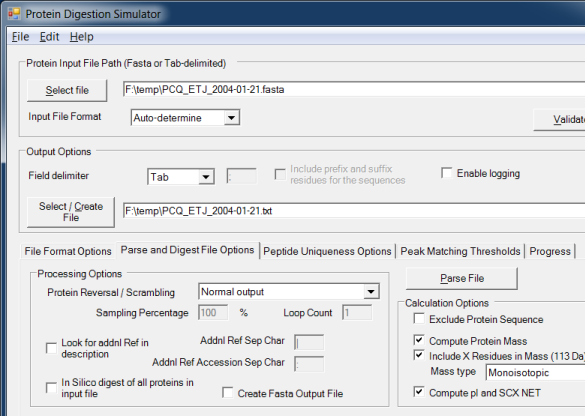 Protein Digestion Simulator
File Edit Help
Protein Input File Path (Fasta or Tab-delimited)
Select file F:\temp\PCQ_ETJ_2004-01-21.fasta
Input File Format Auto-determine
Validat
Output Options
Field delimiter Tab ; Include prefix and suffix
residues for the sequences
Enable logging
Select / Create
File
F:\temp\PCQ_ETJ_2004-01-21.txt
File Format Options Parse and Digest File Options Peptide Uniqueness Options Peak Matching Thresholds Progress
Processing Options
Protein Reversal / Scrambling Normal output
Sampling Percentage 100 % Loop Count 1
Look for addnl Ref in
description
Addnl Ref Sep Char |
Addnl Ref Accession Sep Char :
In Silico digest of all proteins in
input file
Create Fasta Output File
Parse File
Calculation Options
Exclude Protein Sequence
Compute Protein Mass
Include X Residues in Mass (113 Da)
Mass type Monoisotopic
Compute pI and SCX NET